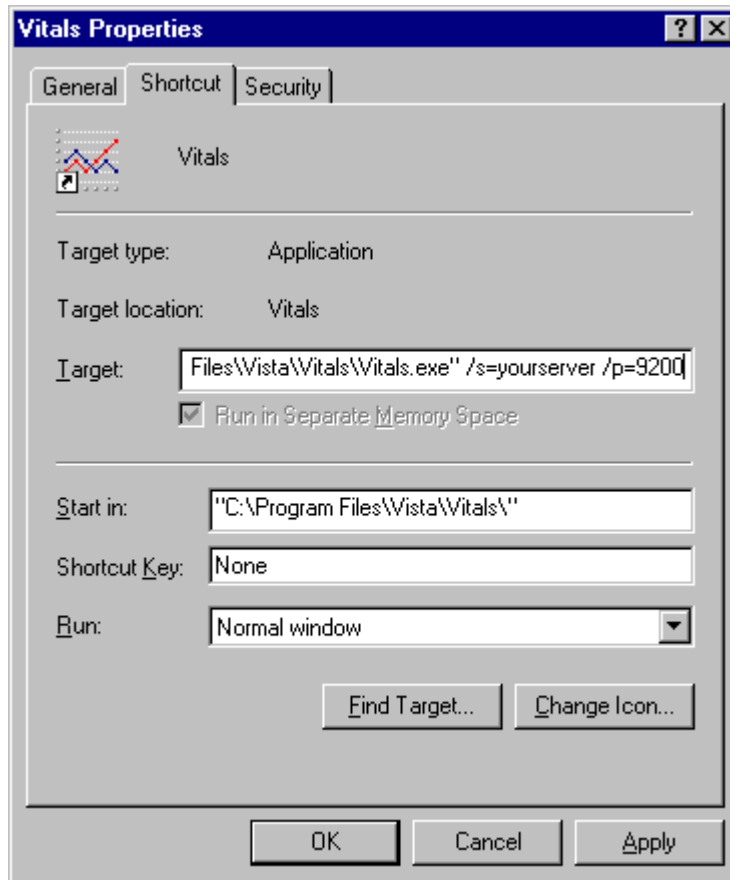 Vitals Properties
General Shortcut Security
Vitals
Target type: Application
Target location: Vitals
Target: Files\Vista\Vitals\Vitals.exe" /s=yourserver /p=9200
Run in Separate Memory Space
Start in: "C:\Program Files\Vista\Vitals\"
Shortcut Key: None
Run: Normal window
Find Target... Change Icon...
OK Cancel Apply